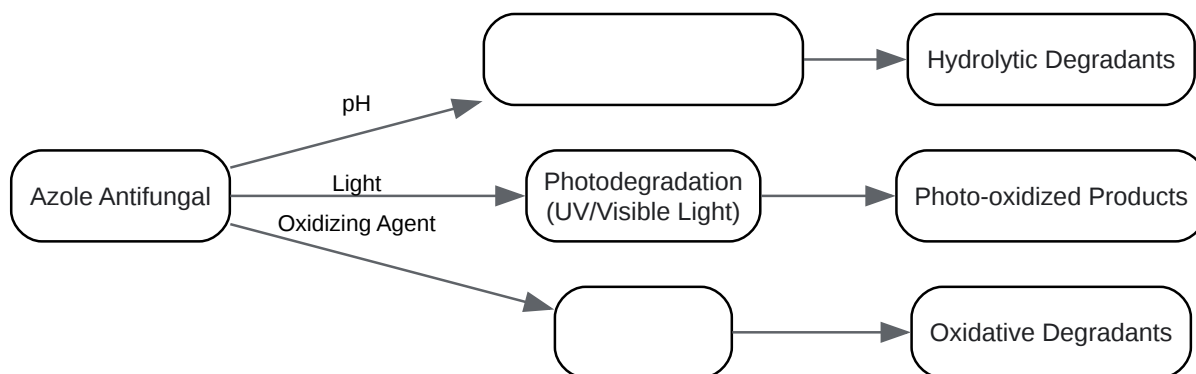 Hydrolytic Degradants
pH
Azole Antifungal
Light
Photodegradation
(UV/Visible Light)
Photo-oxidized Products
Oxidizing Agent
Oxidative Degradants